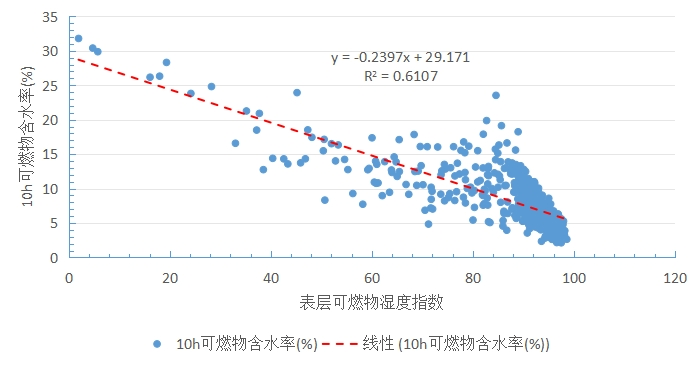 35
30
25
20
15
10
5
0
10h可燃物含水率(%)
y = -0.2397x + 29.171
R² = 0.6107
0 20 40 60 80 100 120
表层可燃物湿度指数
10h可燃物含水率(%) 线性 (10h可燃物含水率(%))